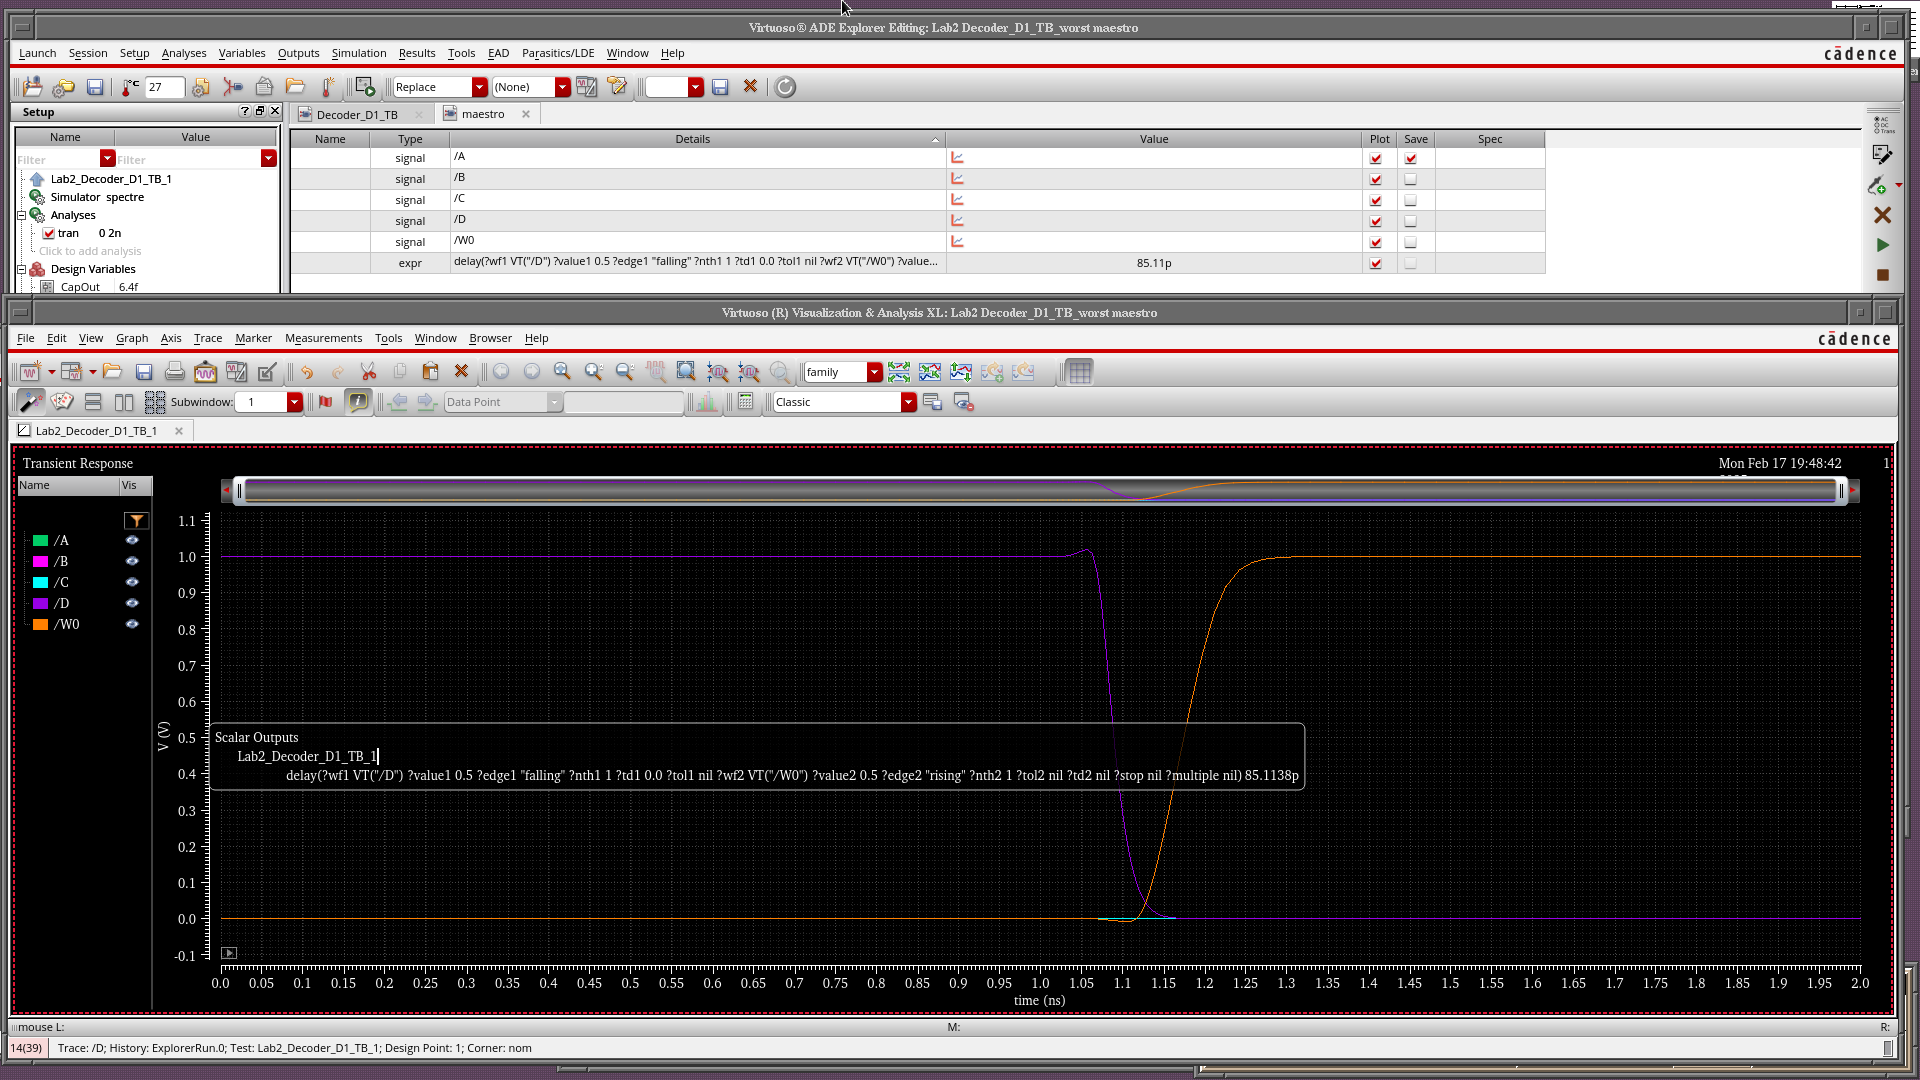 Virtuoso® ADE Explorer Editing: Lab2 Decoder_D1_TB_worst maestro
Launch Session Setup Analyses Variables Outputs Simulation Results Tools EAD Parasitics/LDE Window Help
cādence
°C 27 Replace (None)
Setup
Decoder_D1_TB maestro
Name Value
Name Type Details Value Plot Save Spec
Filter Filter
signal /A
Lab2_Decoder_D1_TB_1
signal /B
Simulator spectre
signal /C
Analyses
signal /D
tran 0 2n
signal /W0
Click to add analysis
expr delay(?wf1 VT("/D") ?value1 0.5 ?edge1 "falling" ?nth1 1 ?td1 0.0 ?tol1 nil ?wf2 VT("/W0") ?value... 85.11p
Design Variables
CapOut 6.4f
AC
DC
Trans
Virtuoso (R) Visualization & Analysis XL: Lab2 Decoder_D1_TB_worst maestro
File Edit View Graph Axis Trace Marker Measurements Tools Window Browser Help
cādence
family
Subwindow: 1 Data Point Classic
Lab2_Decoder_D1_TB_1
Transient Response
Mon Feb 17 19:48:42 1
Name Vis
/A
/B
/C
/D
/W0
1.1
1.0
0.9
0.8
0.7
0.6
0.5
0.4
0.3
0.2
0.1
0.0
-0.1
V (V)
Scalar Outputs
Lab2_Decoder_D1_TB_1
delay(?wf1 VT("/D") ?value1 0.5 ?edge1 "falling" ?nth1 1 ?td1 0.0 ?tol1 nil ?wf2 VT("/W0") ?value2 0.5 ?edge2 "rising" ?nth2 1 ?tol2 nil ?td2 nil ?stop nil ?multiple nil) 85.1138p
0.0 0.05 0.1 0.15 0.2 0.25 0.3 0.35 0.4 0.45 0.5 0.55 0.6 0.65 0.7 0.75 0.8 0.85 0.9 0.95 1.0 1.05 1.1 1.15 1.2 1.25 1.3 1.35 1.4 1.45 1.5 1.55 1.6 1.65 1.7 1.75 1.8 1.85 1.9 1.95 2.0
time (ns)
mouse L: M: R:
14(39) Trace: /D; History: ExplorerRun.0; Test: Lab2_Decoder_D1_TB_1; Design Point: 1; Corner: nom